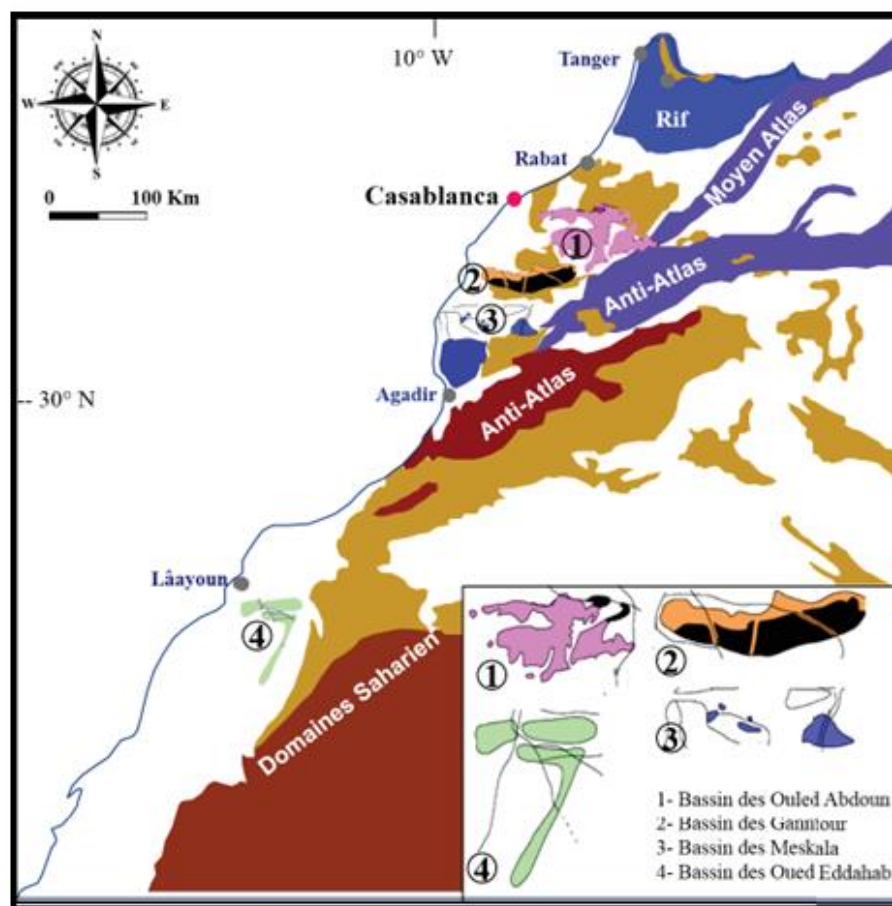 N
W
E
S
0 100 Km
10° W
Tanger
Rif
Rabat
Moyen Atlas
Casablanca
①
②
Anti-Atlas
③
-- 30° N
Agadir
Anti-Atlas
Lâayoun
④
Domaines Saharien
①
②
③
④
1- Bassin des Ouled Abdoun
2- Bassin des Ganntour
3- Bassin des Meskala
4- Bassin des Oued Eddahab